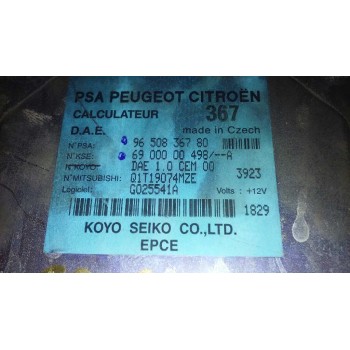 PSA PEUGEOT CITROËN
CALCULATEUR 367
D.A.E. made in Czech
N° PSA: 96 508 367 80
N° KSE: 69 000 00 498/--A
N° KOYO: DAE 1.0 CEM 00
N° MITSUBISHI: Q1T19074MZE 3923
Logiciel: G025541A Volts : +12V
1829
KOYO SEIKO CO.,LTD.
EPCE